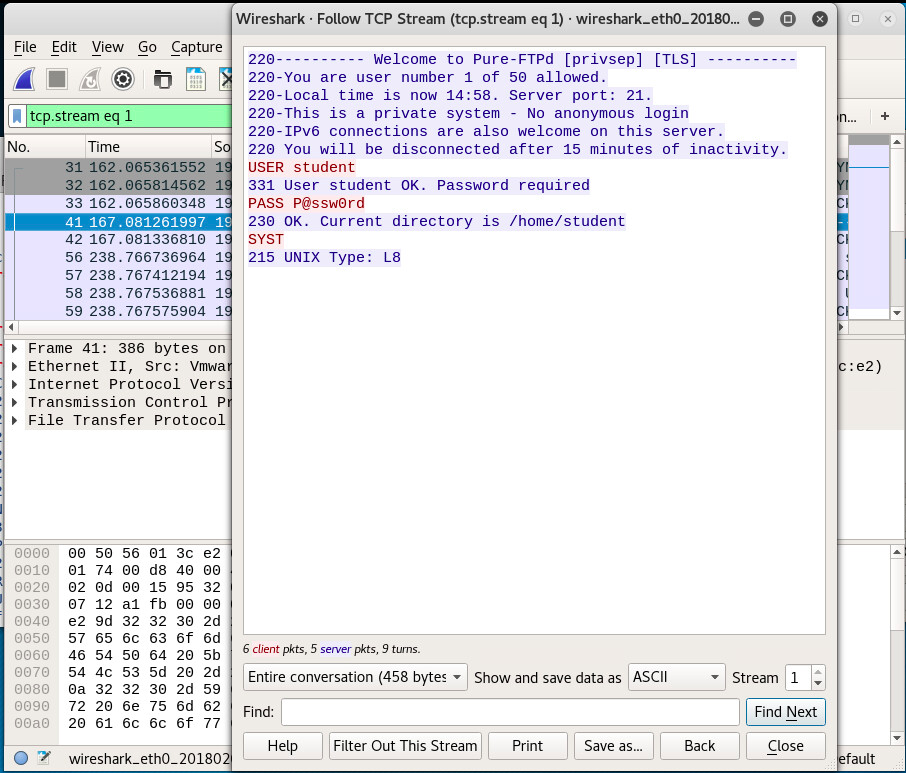 Wireshark · Follow TCP Stream (tcp.stream eq 1) · wireshark_eth0_20180...
File Edit View Go Capture
tcp.stream eq 1
+
No. Time So
31 162.065361552 19
32 162.065814562 19
33 162.065860348 19
41 167.081261997 19
42 167.081336810 19
56 238.766736964 19
57 238.767412194 19
58 238.767536881 19
59 238.767575904 19
Frame 41: 386 bytes on
Ethernet II, Src: Vmwar
c:e2)
Internet Protocol Versi
Transmission Control Pr
File Transfer Protocol
0000 00 50 56 01 3c e2
0010 01 74 00 d8 40 00
0020 02 0d 00 15 95 32
0030 07 12 a1 fb 00 00
0040 e2 9d 32 32 30 2d
0050 57 65 6c 63 6f 6d
0060 46 54 50 64 20 5b
0070 54 4c 53 5d 20 2d
0080 0a 32 32 30 2d 59
0090 72 20 6e 75 6d 62
00a0 20 61 6c 6c 6f 77
wireshark_eth0_201802
efault
220---------- Welcome to Pure-FTPd [privsep] [TLS] ----------
220-You are user number 1 of 50 allowed.
220-Local time is now 14:58. Server port: 21.
220-This is a private system - No anonymous login
220-IPv6 connections are also welcome on this server.
220 You will be disconnected after 15 minutes of inactivity.
USER student
331 User student OK. Password required
PASS P@ssw0rd
230 OK. Current directory is /home/student
SYST
215 UNIX Type: L8
6 client pkts, 5 server pkts, 9 turns.
Entire conversation (458 bytes Show and save data as ASCII Stream 1
Find: Find Next
Help Filter Out This Stream Print Save as... Back Close